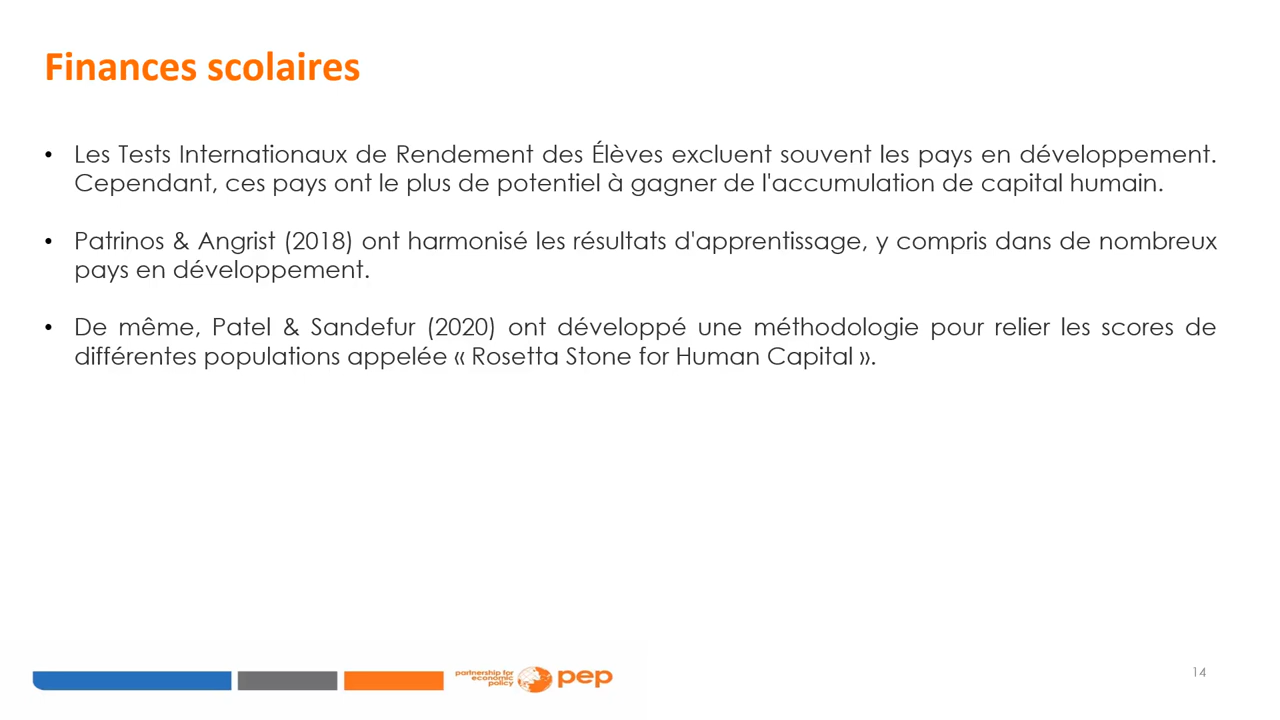 Finances scolaires
• Les Tests Internationaux de Rendement des Élèves excluent souvent les pays en développement.
Cependant, ces pays ont le plus de potentiel à gagner de l'accumulation de capital humain.
• Patrinos & Angrist (2018) ont harmonisé les résultats d'apprentissage, y compris dans de nombreux
pays en développement.
• De même, Patel & Sandefur (2020) ont développé une méthodologie pour relier les scores de
différentes populations appelée « Rosetta Stone for Human Capital ».
partnership for
economic
policy
pep
14